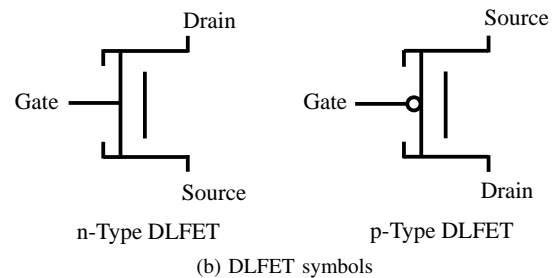 Drain
Source
Gate
Gate
Source
Drain
n-Type DLFET
p-Type DLFET
(b) DLFET symbols